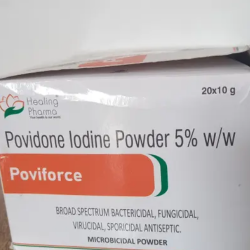 Healing
Pharma
20x10 g
Povidone Iodine Powder 5% w/w
Poviforce
BROAD SPECTRUM BACTERICIDAL, FUNGICIDAL,
VIRUCIDAL, SPORICIDAL ANTISEPTIC.
MICROBICIDAL POWDER